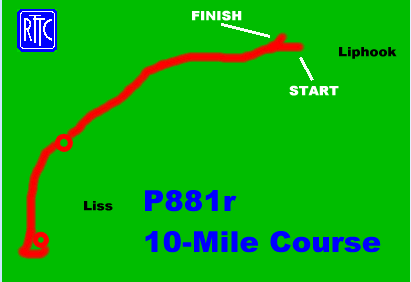 RTTC
FINISH
Liphook
START
Liss
P881r
10-Mile Course